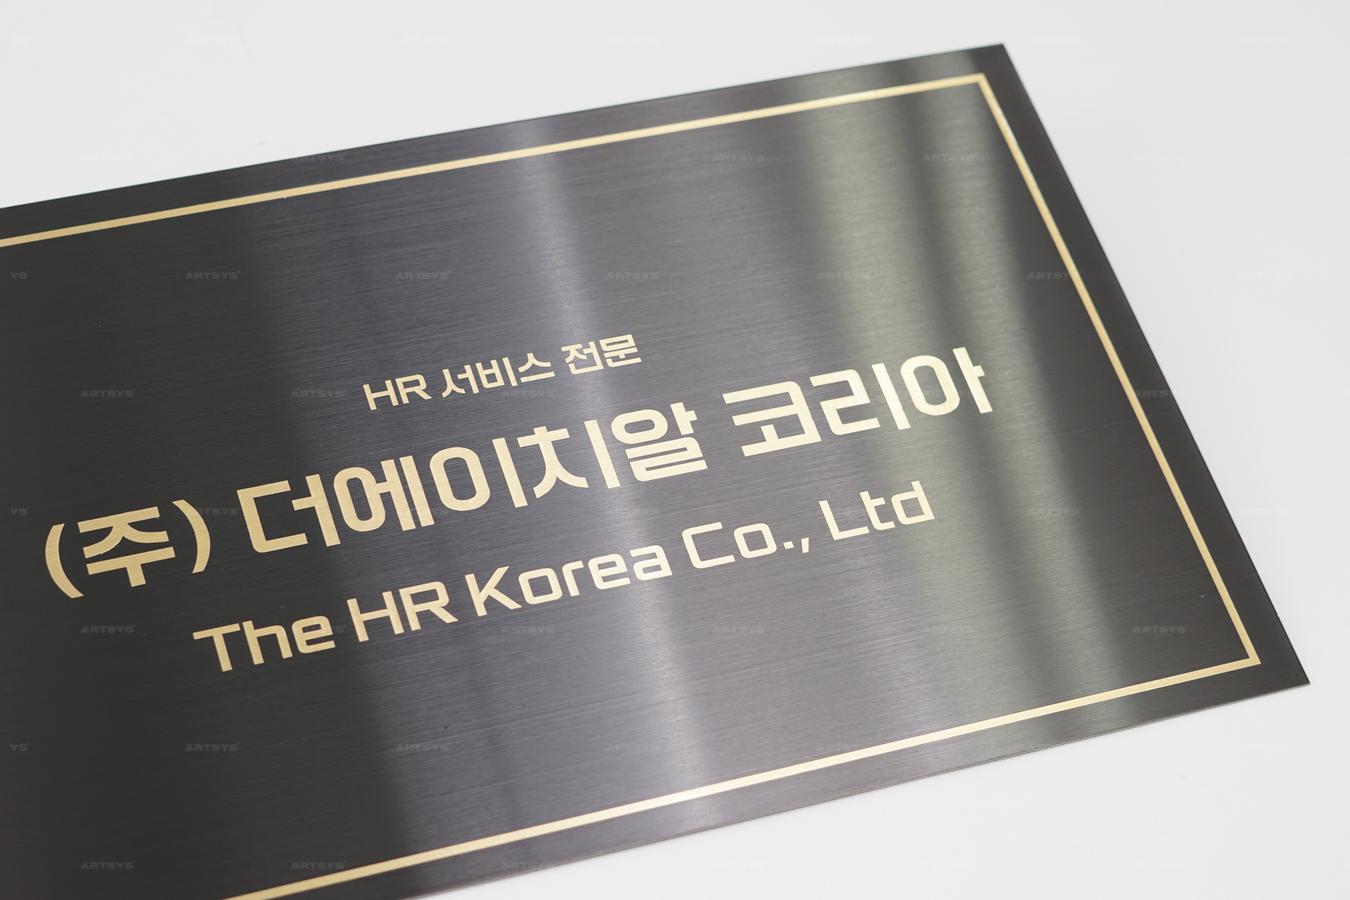 HR 서비스 전문
(주) 더에이치알 코리아
The HR Korea Co., Ltd
ARTSYS